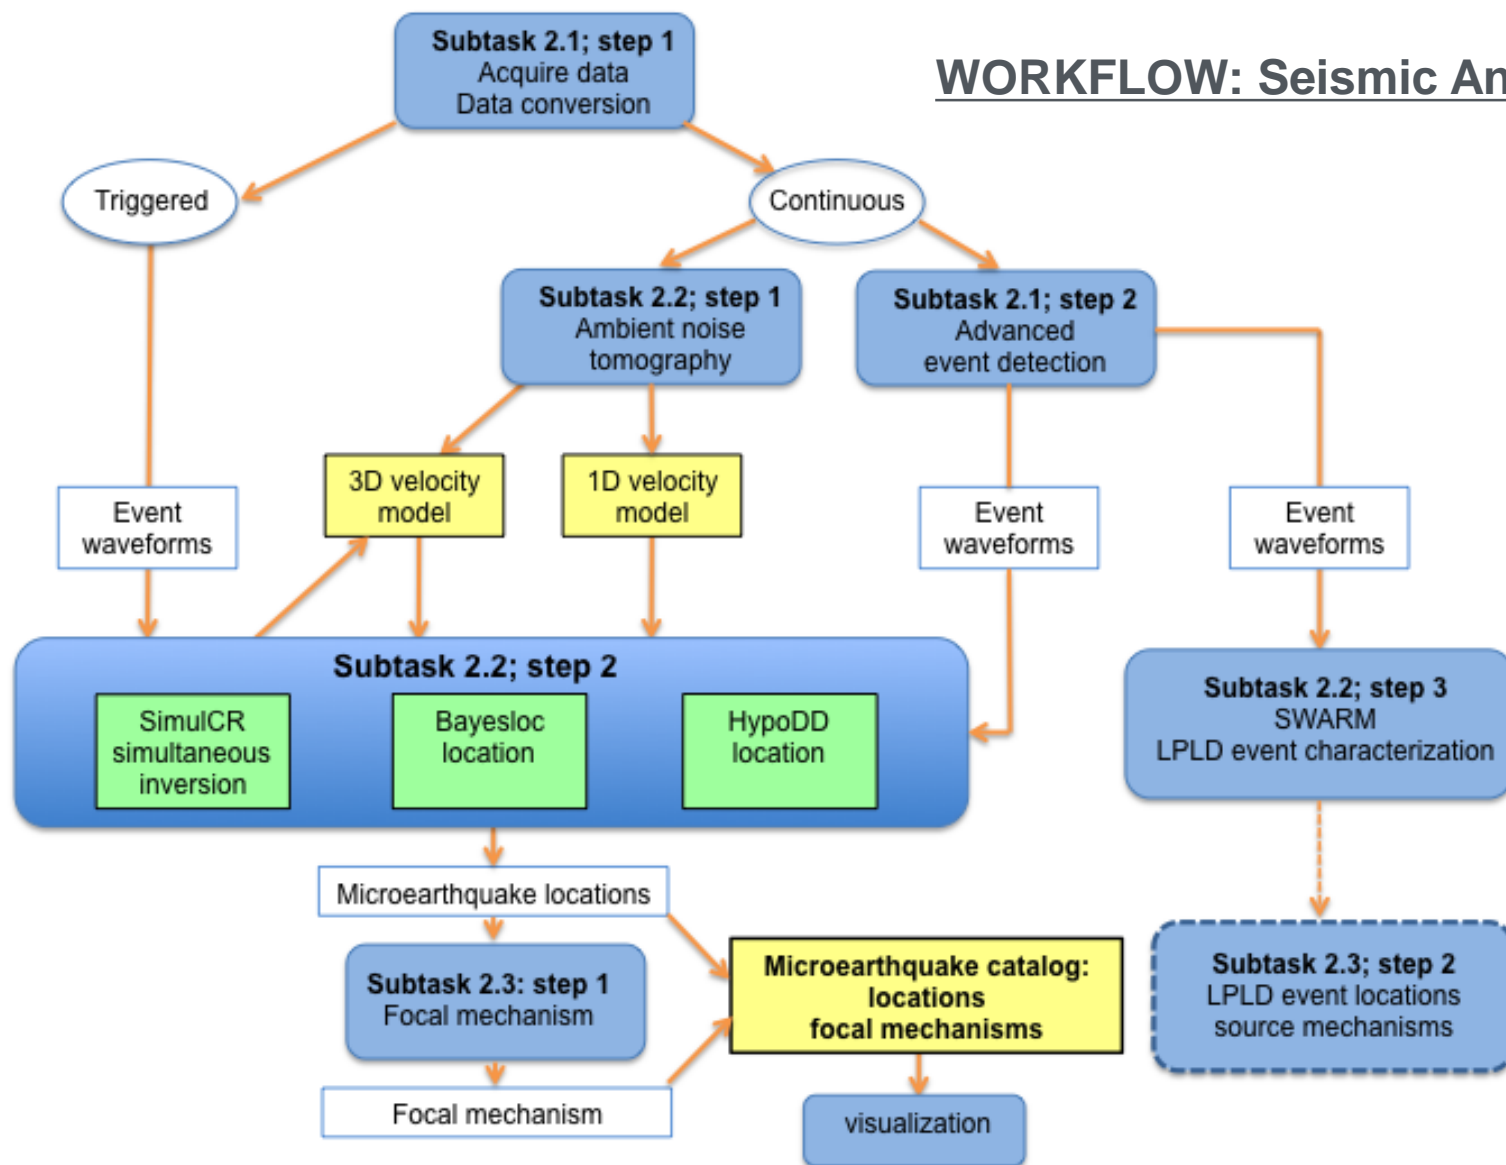 Subtask 2.1; step 1
Acquire data
Data conversion
WORKFLOW: Seismic An
Triggered
Continuous
Subtask 2.2; step 1
Ambient noise
tomography
Subtask 2.1; step 2
Advanced
event detection
3D velocity
model
1D velocity
model
Event
waveforms
Event
waveforms
Event
waveforms
Subtask 2.2; step 2
SimulCR
simultaneous
inversion
Bayesloc
location
HypoDD
location
Subtask 2.2; step 3
SWARM
LPLD event characterization
Microearthquake locations
Subtask 2.3: step 1
Focal mechanism
Microearthquake catalog:
locations
focal mechanisms
Subtask 2.3; step 2
LPLD event locations
source mechanisms
Focal mechanism
visualization